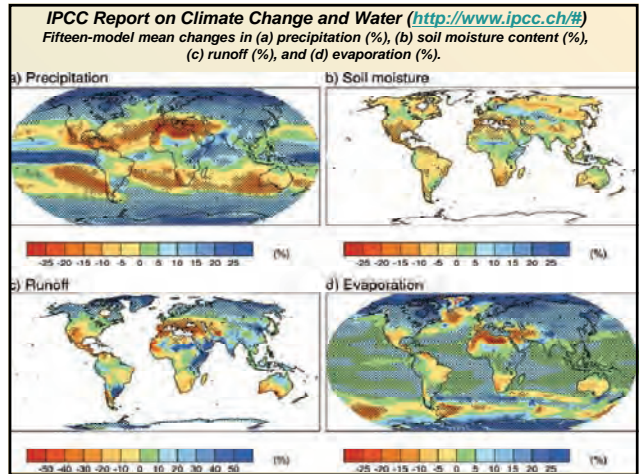 IPCC Report on Climate Change and Water (http://www.ipcc.ch/#)
Fifteen-model mean changes in (a) precipitation (%), (b) soil moisture content (%),
(c) runoff (%), and (d) evaporation (%).
a) Precipitation
b) Soil moisture
-25 -20 -15 -10 -5 0 5 10 15 20 25 (%)
-25 -20 -15 -10 -5 0 5 10 15 20 25 (%)
c) Runoff
d) Evaporation
-50 -40 -30 -20 -10 0 10 20 30 40 50 (%)
-25 -20 -15 -10 -5 0 5 10 15 20 25 (%)